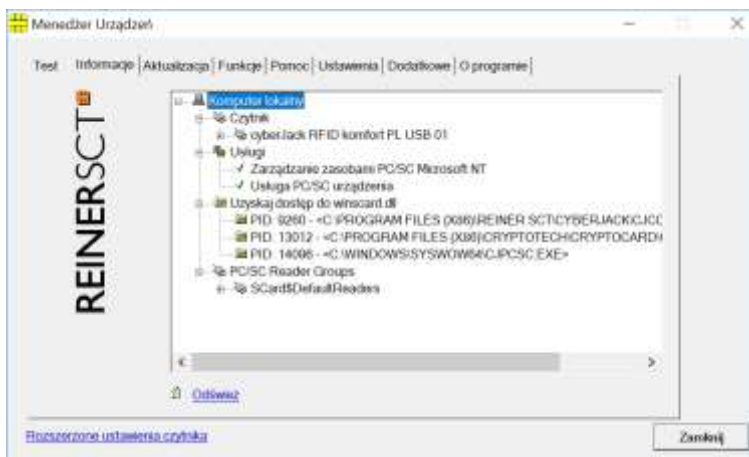 Menedżer Urządzeń
Test Informacje Aktualizacja Funkcje Pomoc Ustawienia Dodatkowe O programie
REINERSCT
Komputer lokalny
Czytnik
cyberJack RFID komfort PL USB 01
Usługi
Zarządzanie zasobami PC/SC Microsoft NT
Usługa PC/SC urządzenia
Uzyskaj dostęp do winscard.dll
PID: 9260 - <C:\PROGRAM FILES (X86)\REINER SCT\CYBERJACK\CJCC
PID: 13012 - <C:\PROGRAM FILES (X86)\CRYPTOTECH\CRYPTOCARD\
PID: 14096 - <C:\WINDOWS\SYSWOW64\CJPCSC.EXE>
PC/SC Reader Groups
SCard$DefaultReaders
Odśwież
Rozszerzone ustawienia czytnika
Zamknij